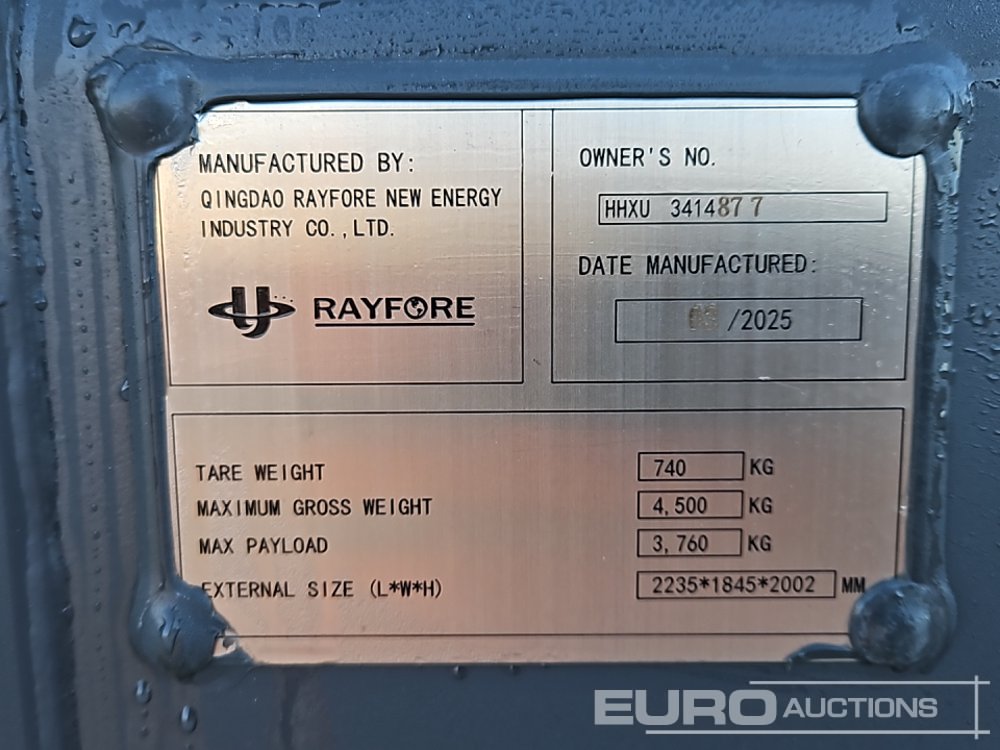 MANUFACTURED BY:
QINGDAO RAYFORE NEW ENERGY
INDUSTRY CO.,LTD.
RAYFORE
OWNER'S NO.
HHXU 3414877
DATE MANUFACTURED:
/2025
TARE WEIGHT 740 KG
MAXIMUM GROSS WEIGHT 4,500 KG
MAX PAYLOAD 3,760 KG
EXTERNAL SIZE (L*W*H) 2235*1845*2002 MM
EURO AUCTIONS